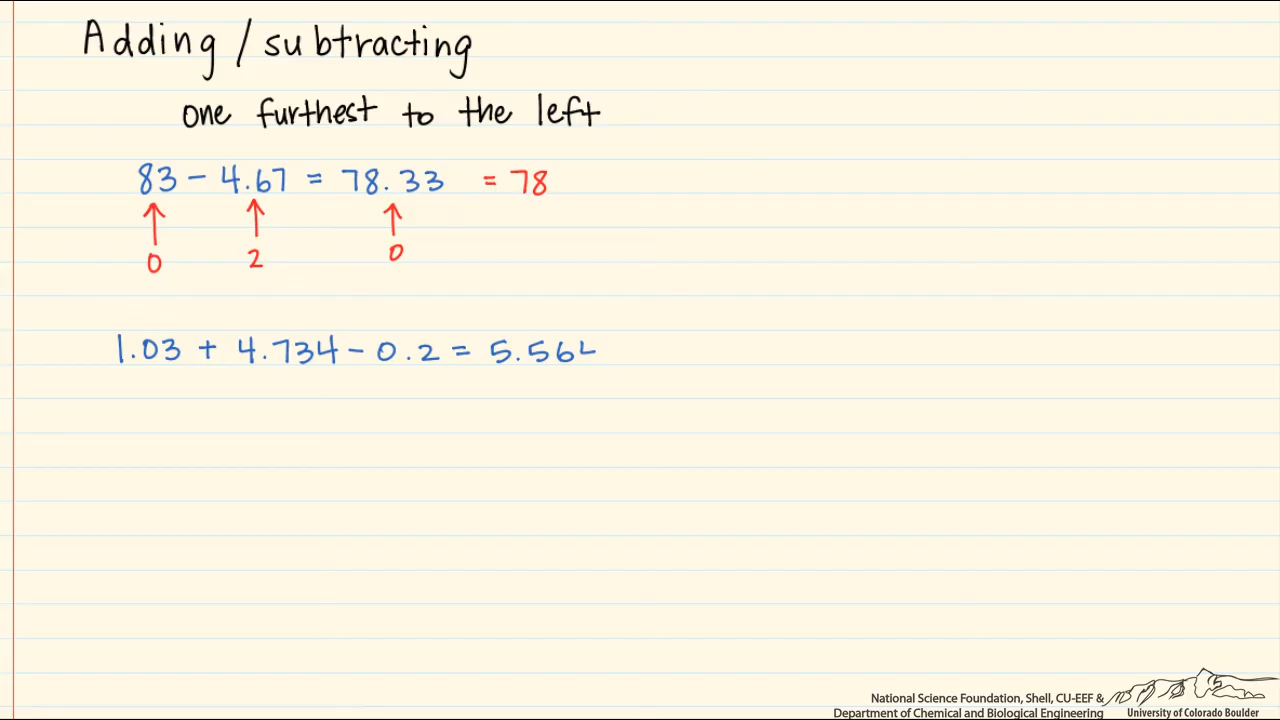 Adding / subtracting
one furthest to the left
83 - 4.67 = 78.33 = 78
0 2 0
1.03 + 4.734 - 0.2 = 5.564
National Science Foundation, Shell, CU-EEF &
Department of Chemical and Biological Engineering
University of Colorado Boulder